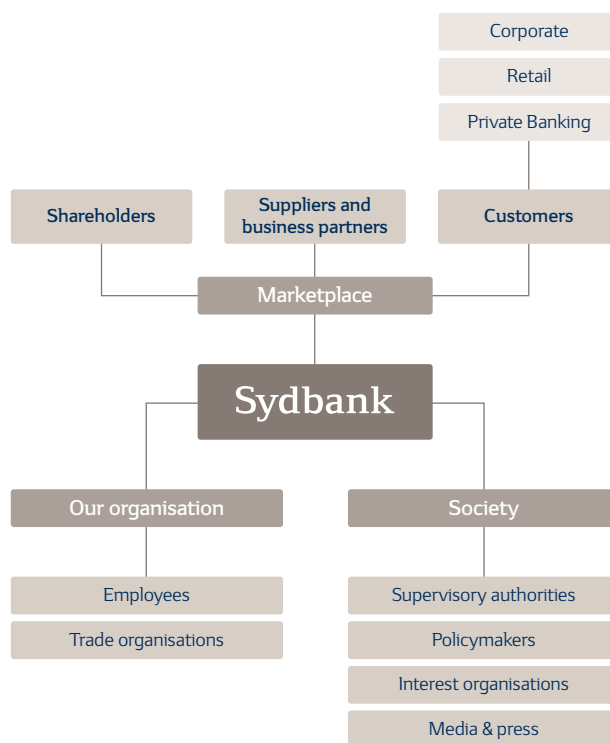 Corporate
Retail
Private Banking
Shareholders
Suppliers and
business partners
Customers
Marketplace
Sydbank
Our organisation
Society
Employees
Supervisory authorities
Trade organisations
Policymakers
Interest organisations
Media & press